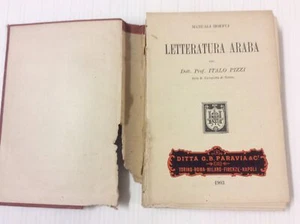 MANUALI HOEPLI
LETTERATURA ARABA
Dott. Prof. ITALO PIZZI
DITTA G. B. PARAVIA & C.
TORINO-ROMA-MILANO-FIRENZE-NAPOLI
1903